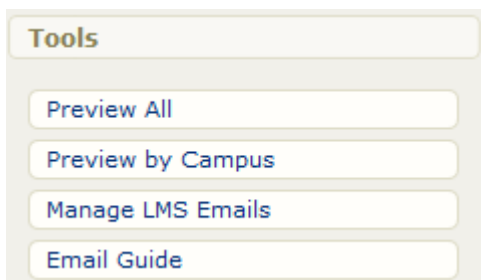 Tools
Preview All
Preview by Campus
Manage LMS Emails
Email Guide